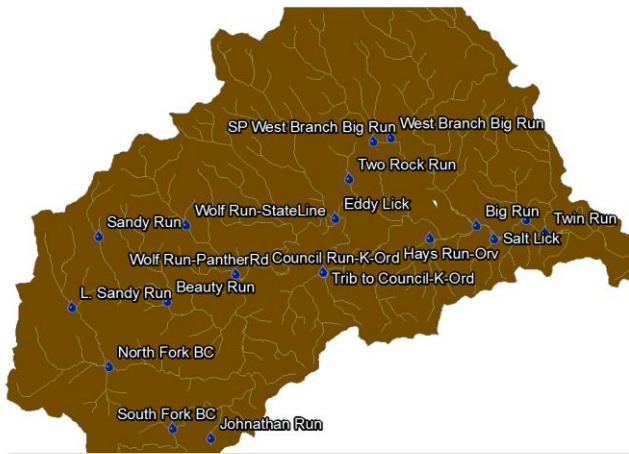 SP West Branch Big Run
West Branch Big Run
Two Rock Run
Eddy Lick
Wolf Run-StateLine
Sandy Run
Big Run
Twin Run
Salt Lick
Hays Run-Orv
Wolf Run-PantherRd
Council Run-K-Ord
Trib to Council-K-Ord
L. Sandy Run
Beauty Run
North Fork BC
South Fork BC
Johnathan Run